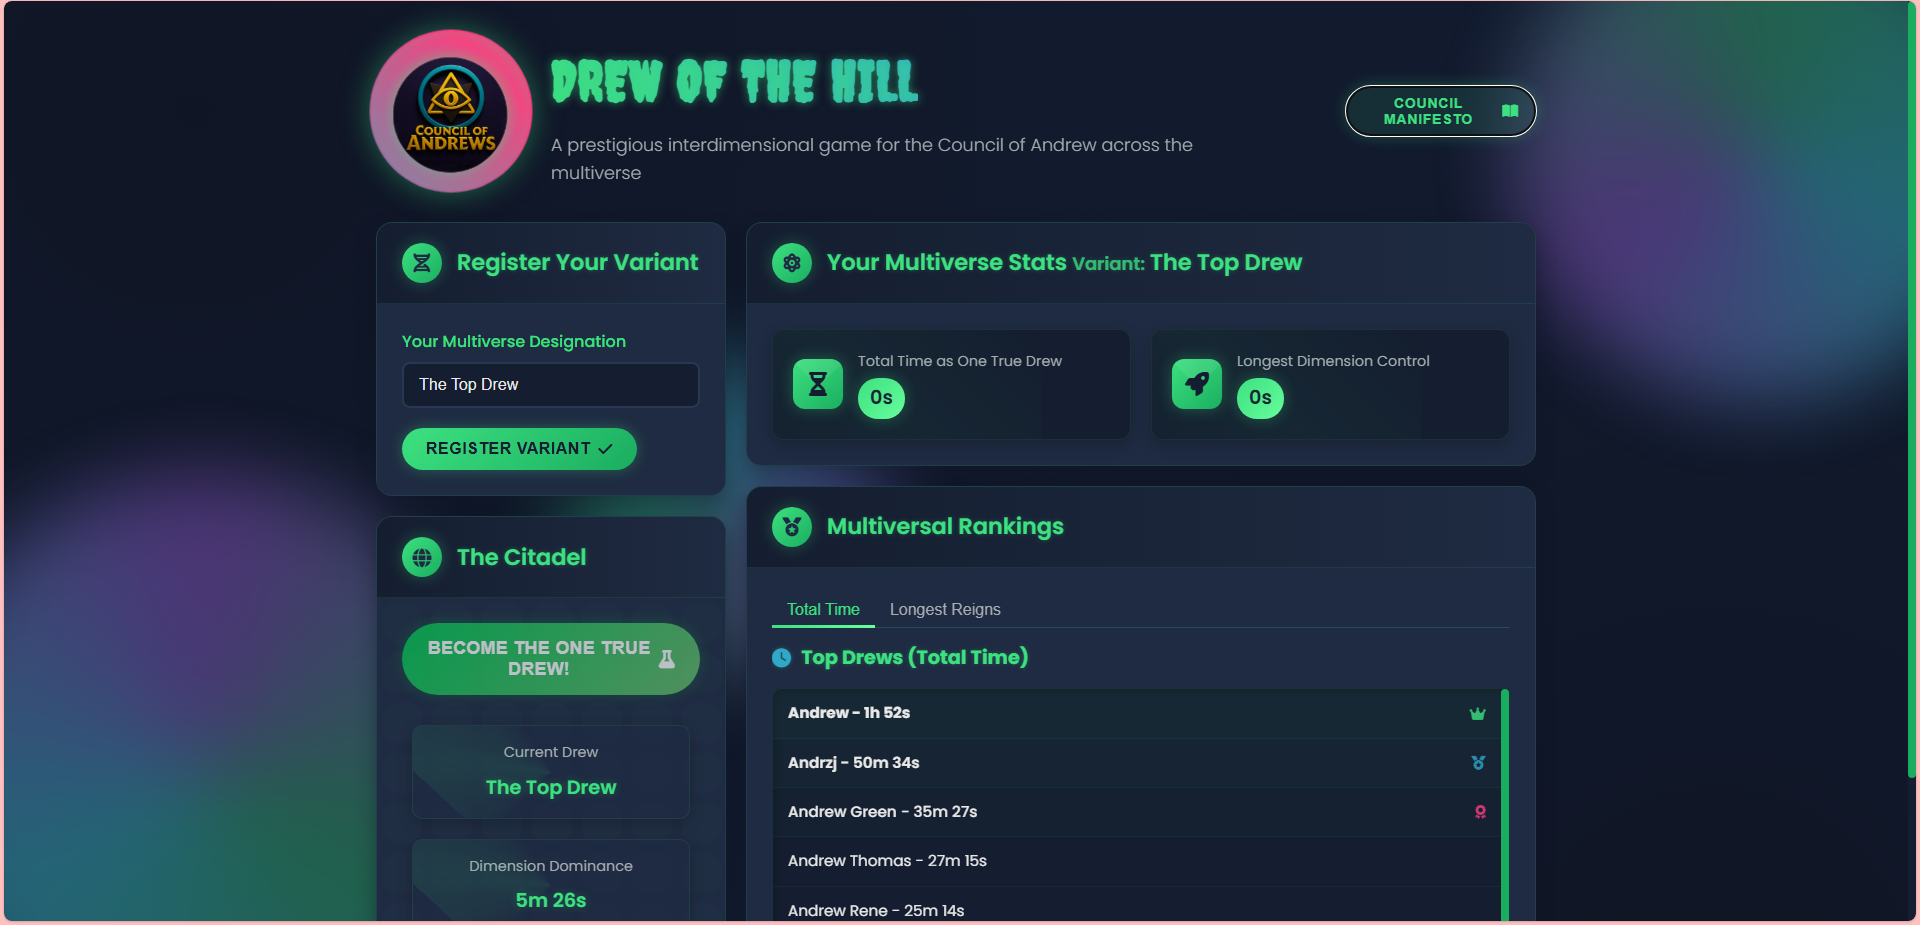 COUNCIL OF
ANDREWS
DREW OF THE HILL
A prestigious interdimensional game for the Council of Andrew across the
multiverse
COUNCIL
MANIFESTO
Register Your Variant
Your Multiverse Designation
The Top Drew
REGISTER VARIANT
The Citadel
BECOME THE ONE TRUE
DREW!
Current Drew
The Top Drew
Dimension Dominance
5m 26s
Your Multiverse Stats Variant: The Top Drew
Total Time as One True Drew
0s
Longest Dimension Control
0s
Multiversal Rankings
Total Time
Longest Reigns
Top Drews (Total Time)
Andrew - 1h 52s
Andrzj - 50m 34s
Andrew Green - 35m 27s
Andrew Thomas - 27m 15s
Andrew Rene - 25m 14s